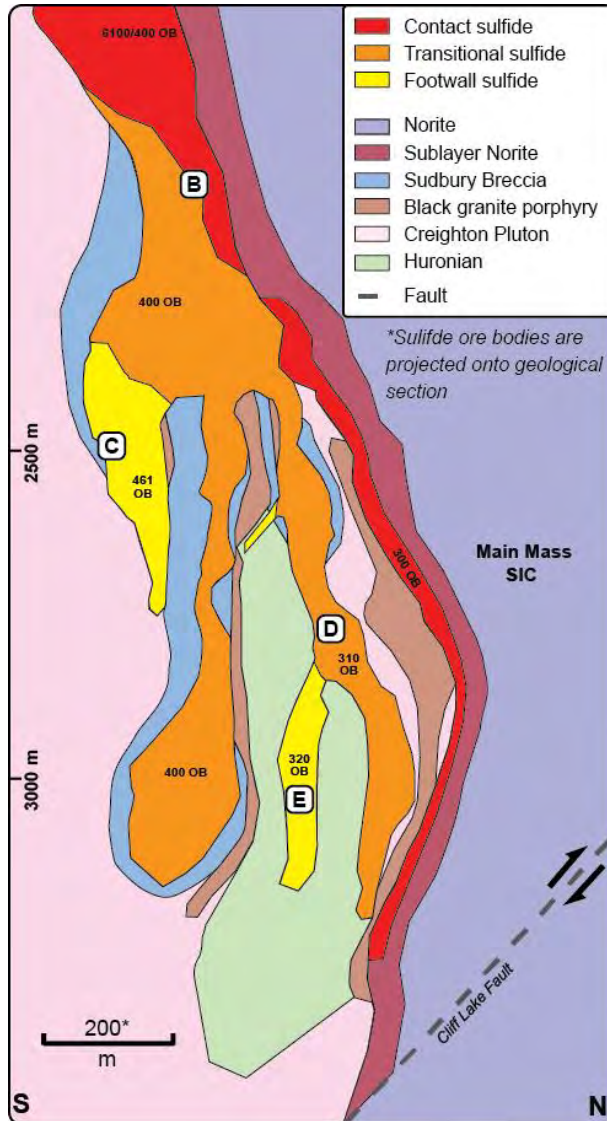 6100/400 OB
Contact sulfide
Transitional sulfide
Footwall sulfide
Norite
Sublayer Norite
Sudbury Breccia
Black granite porphyry
Creighton Pluton
Huronian
Fault
*Sulifde ore bodies are
projected onto geological
section
B
400 OB
C
461
OB
2500 m
300 OB
Main Mass
SIC
D
310
OB
320
OB
E
400 OB
3000 m
Cliff Lake Fault
200*
m
S
N